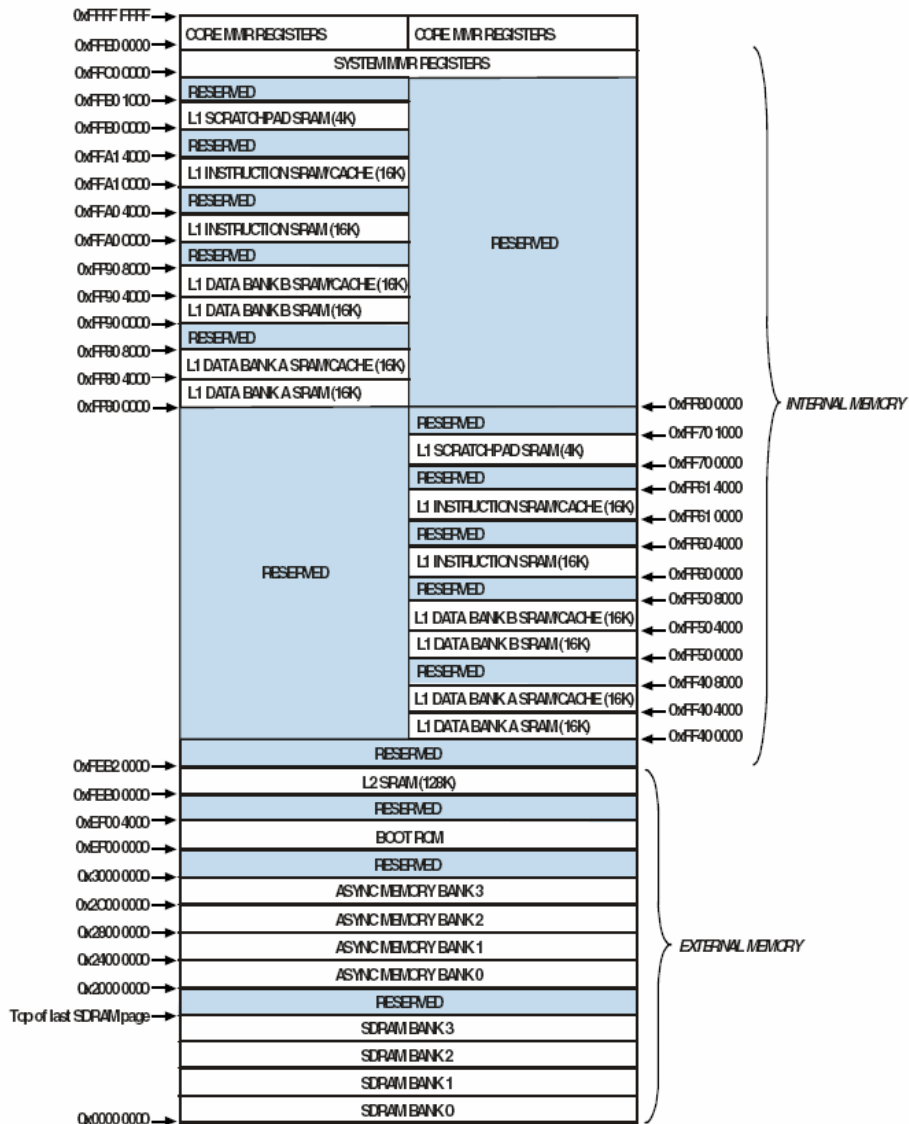 0xFFFF FFFF
CORE MMR REGISTERS CORE MMR REGISTERS
0xFFE0 0000
SYSTEM MMR REGISTERS
0xFFC0 0000
RESERVED
0xFFB0 1000
L1 SCRATCHPAD SRAM (4K)
0xFFB0 0000
RESERVED
0xFFA1 4000
L1 INSTRUCTION SRAM/CACHE (16K)
0xFFA1 0000
RESERVED
0xFFA0 4000
L1 INSTRUCTION SRAM (16K)
0xFFA0 0000
RESERVED
RESERVED
0xFF90 8000
L1 DATA BANK B SRAM/CACHE (16K)
0xFF90 4000
L1 DATA BANK B SRAM (16K)
0xFF90 0000
RESERVED
0xFF80 8000
L1 DATA BANK A SRAM/CACHE (16K)
0xFF80 4000
L1 DATA BANK A SRAM (16K)
0xFF80 0000
0xFF80 0000
INTERNAL MEMORY
RESERVED
0xFF70 1000
L1 SCRATCHPAD SRAM (4K)
0xFF70 0000
RESERVED
0xFF61 4000
L1 INSTRUCTION SRAM/CACHE (16K)
0xFF61 0000
RESERVED
0xFF60 4000
L1 INSTRUCTION SRAM (16K)
RESERVED
0xFF60 0000
RESERVED
0xFF50 8000
L1 DATA BANK B SRAM/CACHE (16K)
0xFF50 4000
L1 DATA BANK B SRAM (16K)
0xFF50 0000
RESERVED
0xFF40 8000
L1 DATA BANK A SRAM/CACHE (16K)
0xFF40 4000
L1 DATA BANK A SRAM (16K)
0xFF40 0000
RESERVED
0xFEB2 0000
L2 SRAM (128K)
0xFEB0 0000
RESERVED
0xEF00 4000
BOOT ROM
0xEF00 0000
RESERVED
0x3000 0000
ASYNC MEMORY BANK 3
0x2C00 0000
ASYNC MEMORY BANK 2
0x2800 0000
ASYNC MEMORY BANK 1
EXTERNAL MEMORY
0x2400 0000
ASYNC MEMORY BANK 0
0x2000 0000
RESERVED
Top of last SDRAM page
SDRAM BANK 3
SDRAM BANK 2
SDRAM BANK 1
SDRAM BANK 0
0x0000 0000